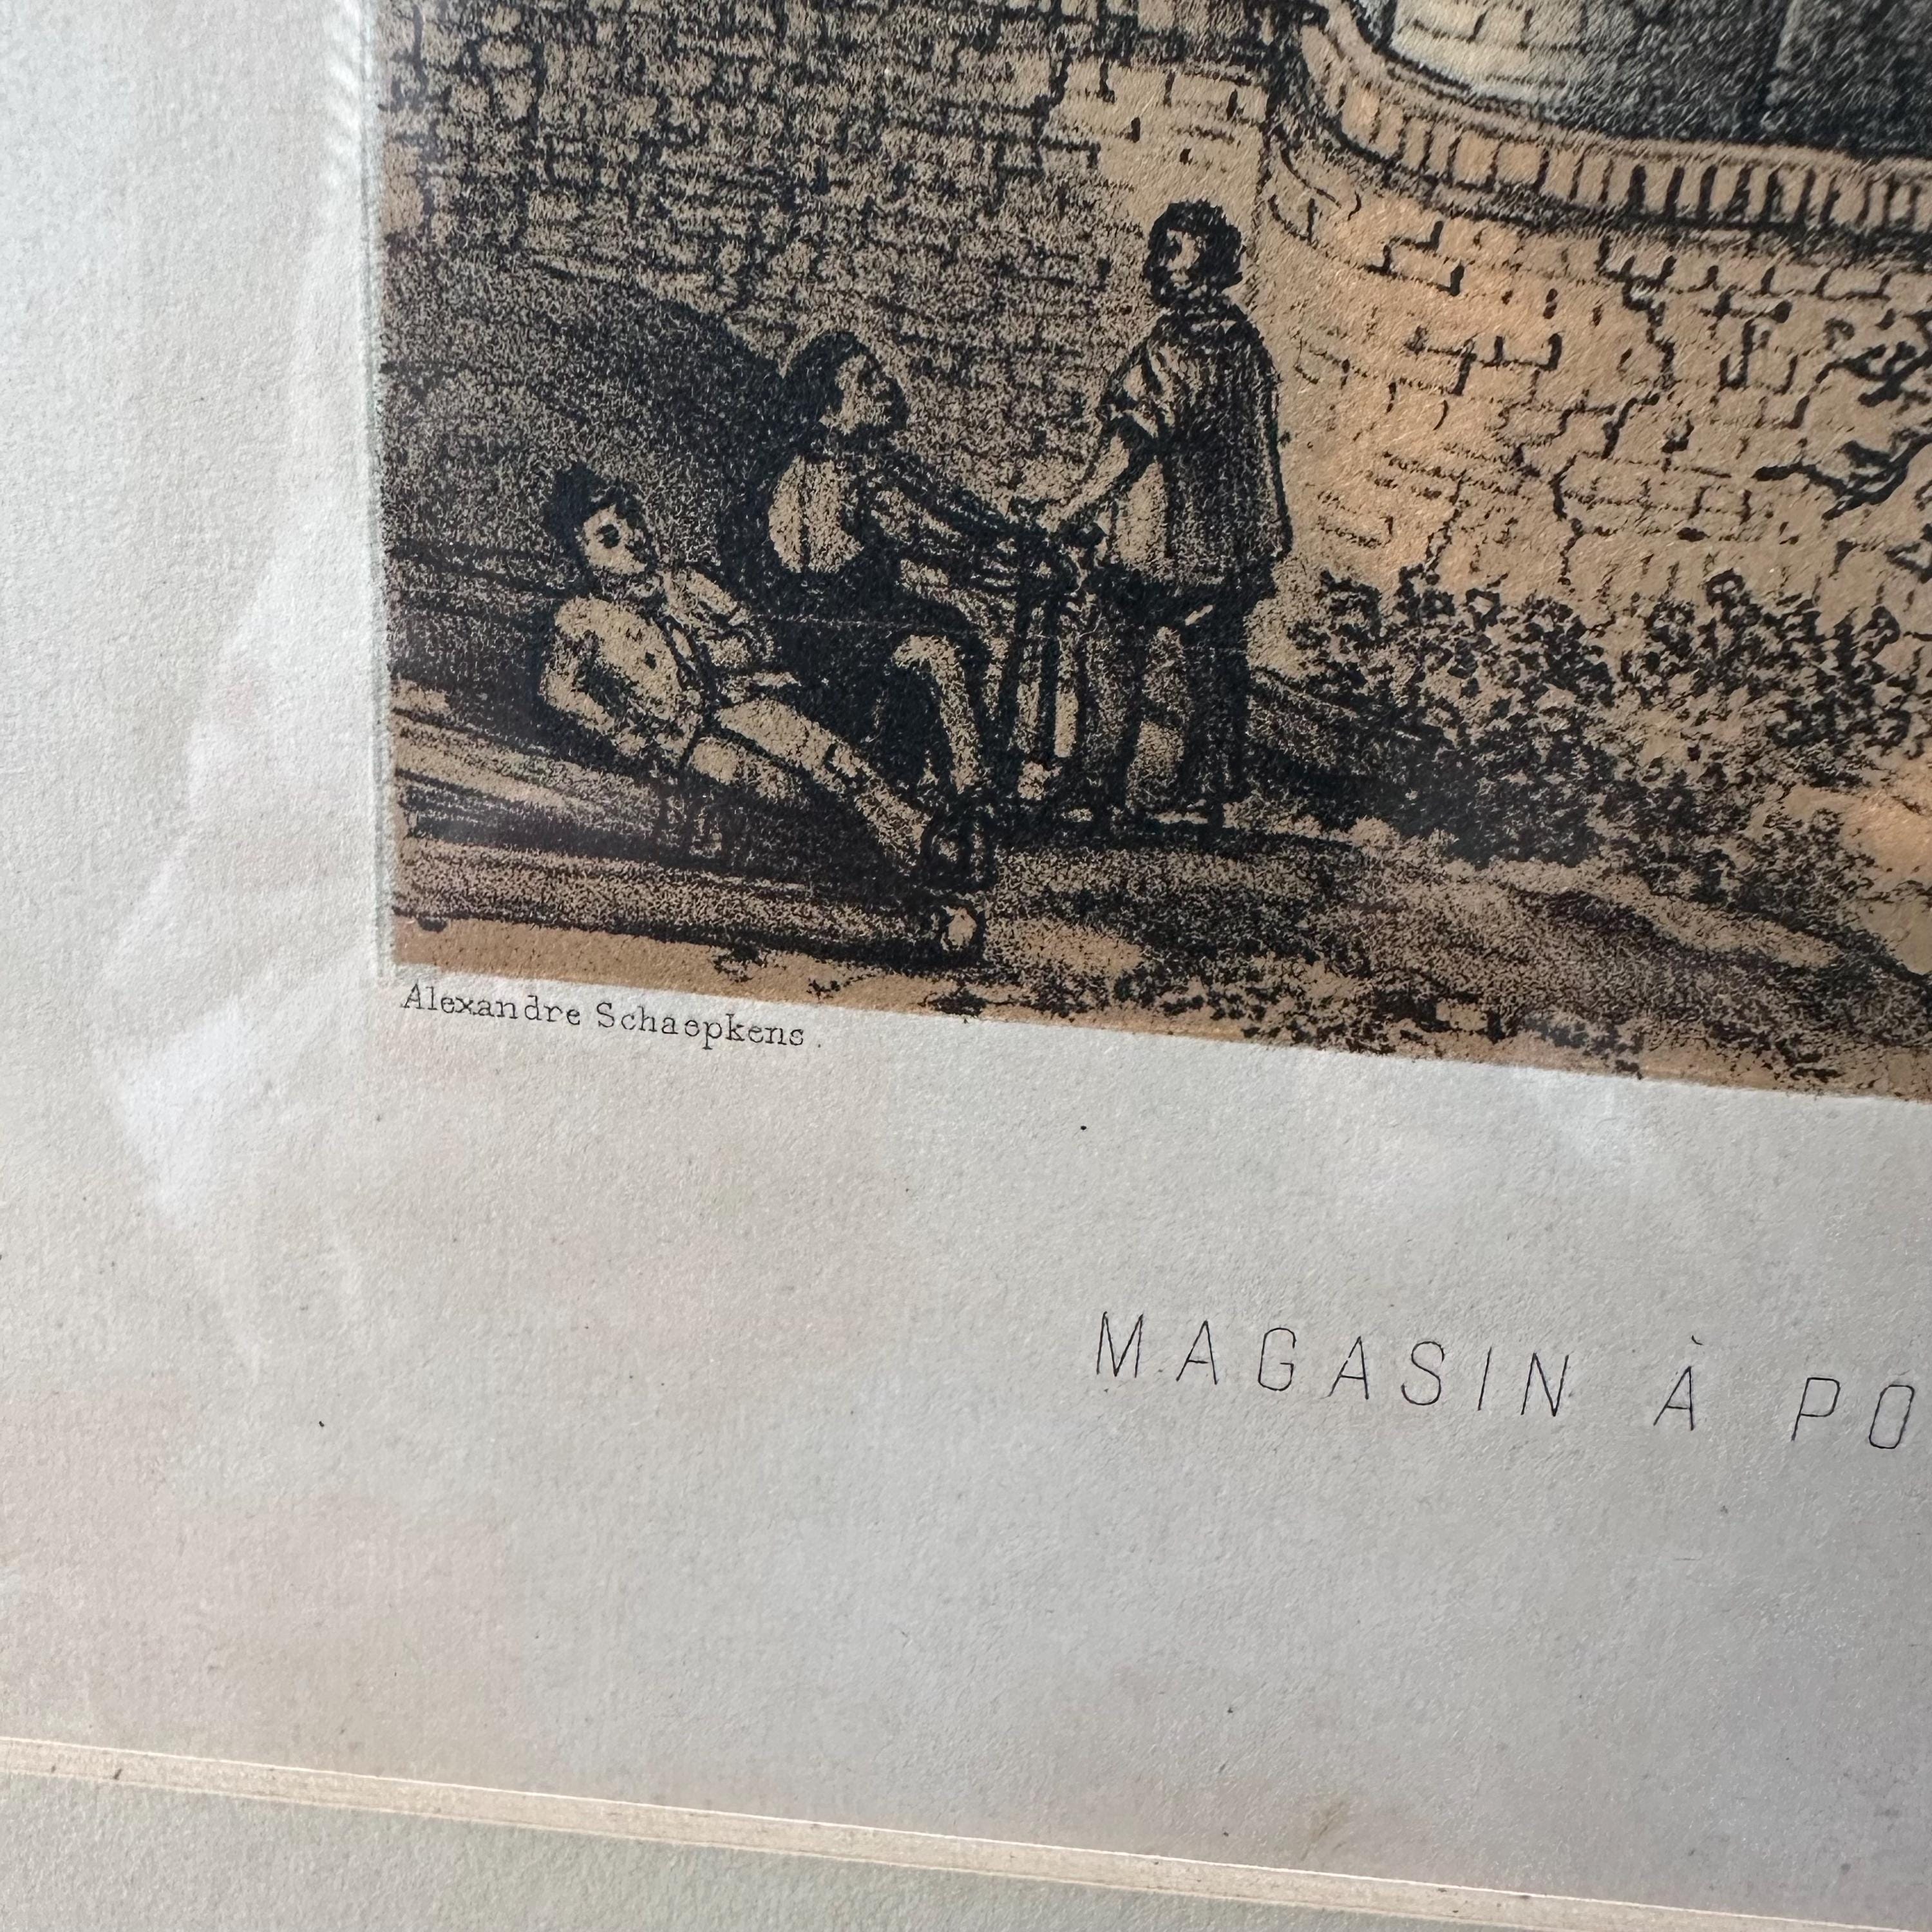 Alexandre Schaepkens.
MAGASIN À PO